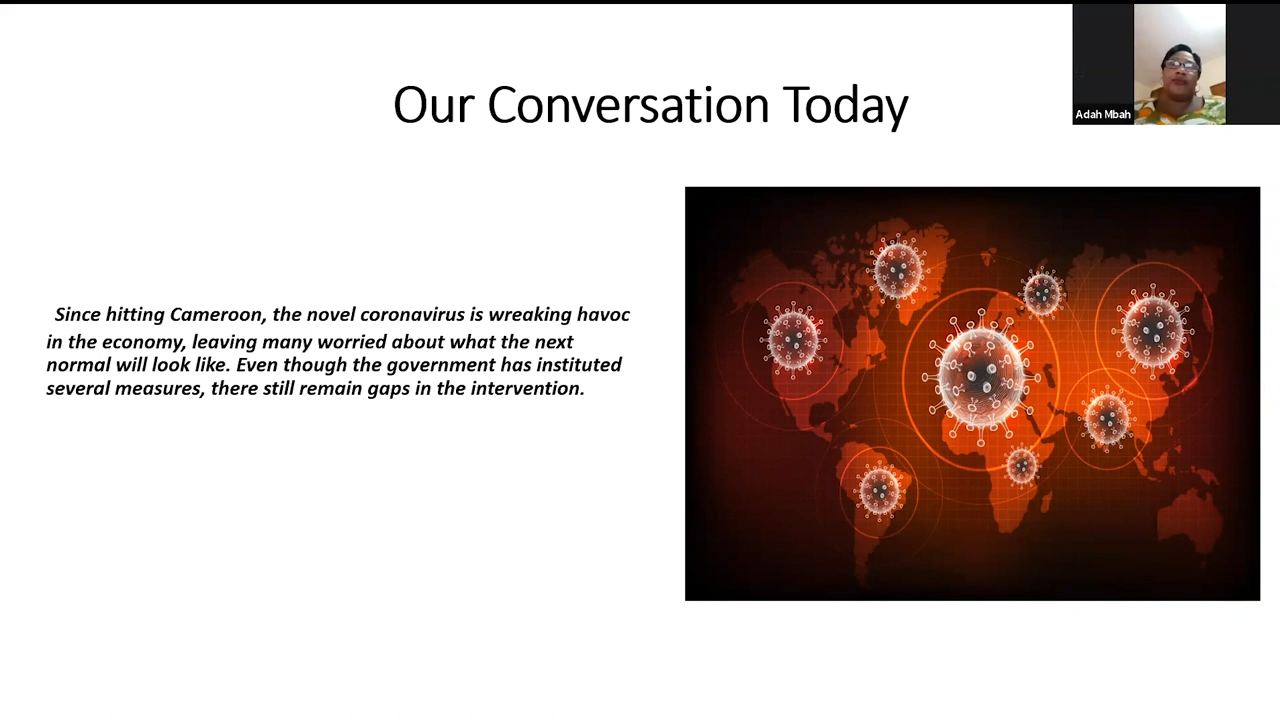 Our Conversation Today
Adah Mbah
Since hitting Cameroon, the novel coronavirus is wreaking havoc
in the economy, leaving many worried about what the next
normal will look like. Even though the government has instituted
several measures, there still remain gaps in the intervention.